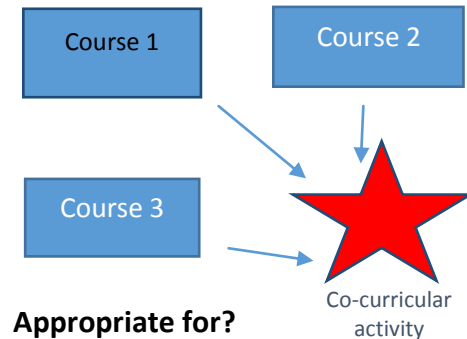 Course 1
Course 2
Course 3
Co-curricular
activity
Appropriate for?